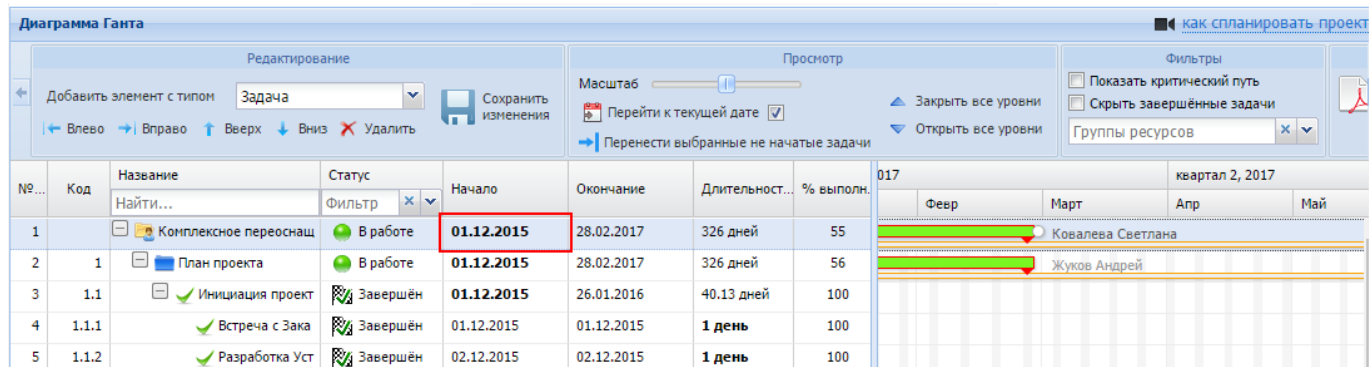 Диаграмма Ганта
как спланировать проект
Редактирование
Просмотр
Фильтры
Добавить элемент с типом Задача
Сохранить изменения
Влево Вправо Вверх Вниз Удалить
Масштаб
Перейти к текущей дате
Перенести выбранные не начатые задачи
Закрыть все уровни
Открыть все уровни
Показать критический путь
Скрыть завершённые задачи
Группы ресурсов
№... Код Название Статус Начало Окончание Длительност... % выполн.
Найти... Фильтр
017 квартал 2, 2017
Февр Март Апр Май
1 Комплексное переоснащ В работе 01.12.2015 28.02.2017 326 дней 55 Ковалева Светлана
2 1 План проекта В работе 01.12.2015 28.02.2017 326 дней 56 Жуков Андрей
3 1.1 Инициация проект Завершён 01.12.2015 26.01.2016 40.13 дней 100
4 1.1.1 Встреча с Зака Завершён 01.12.2015 01.12.2015 1 день 100
5 1.1.2 Разработка Уст Завершён 02.12.2015 02.12.2015 1 день 100